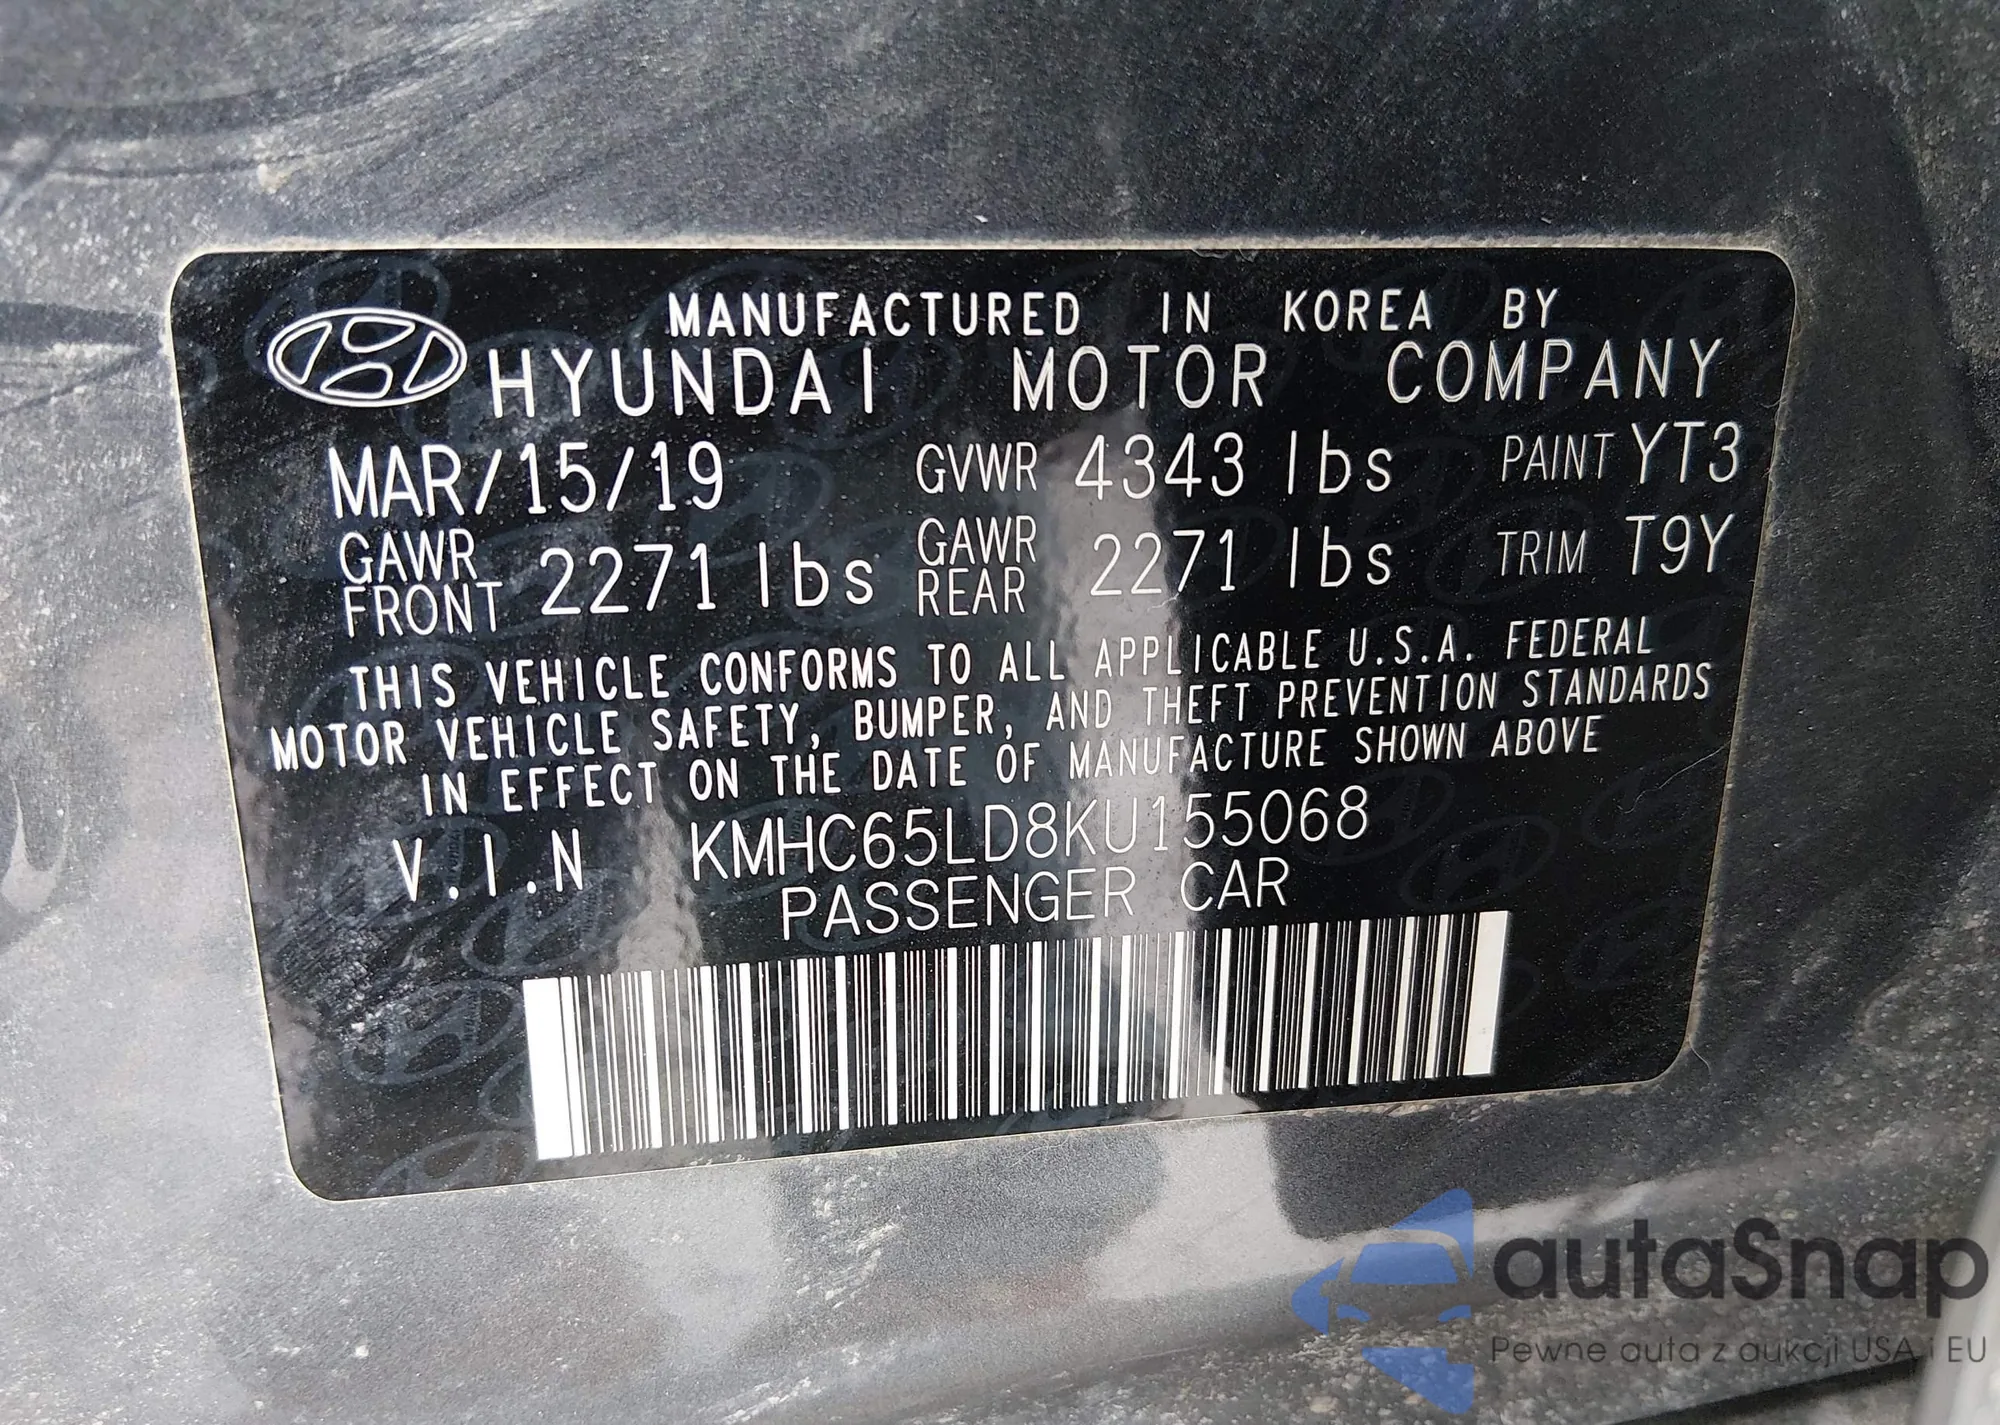 MANUFACTURED IN KOREA BY
HYUNDAI MOTOR COMPANY
MAR/15/19 GVWR 4343 lbs PAINT YT3
GAWR FRONT 2271 lbs GAWR REAR 2271 lbs TRIM T9Y
THIS VEHICLE CONFORMS TO ALL APPLICABLE U.S.A. FEDERAL
MOTOR VEHICLE SAFETY, BUMPER, AND THEFT PREVENTION STANDARDS
IN EFFECT ON THE DATE OF MANUFACTURE SHOWN ABOVE
V.I.N KMHC65LD8KU155068
PASSENGER CAR
autaSnap
Pewne auta z aukcji USA i EU